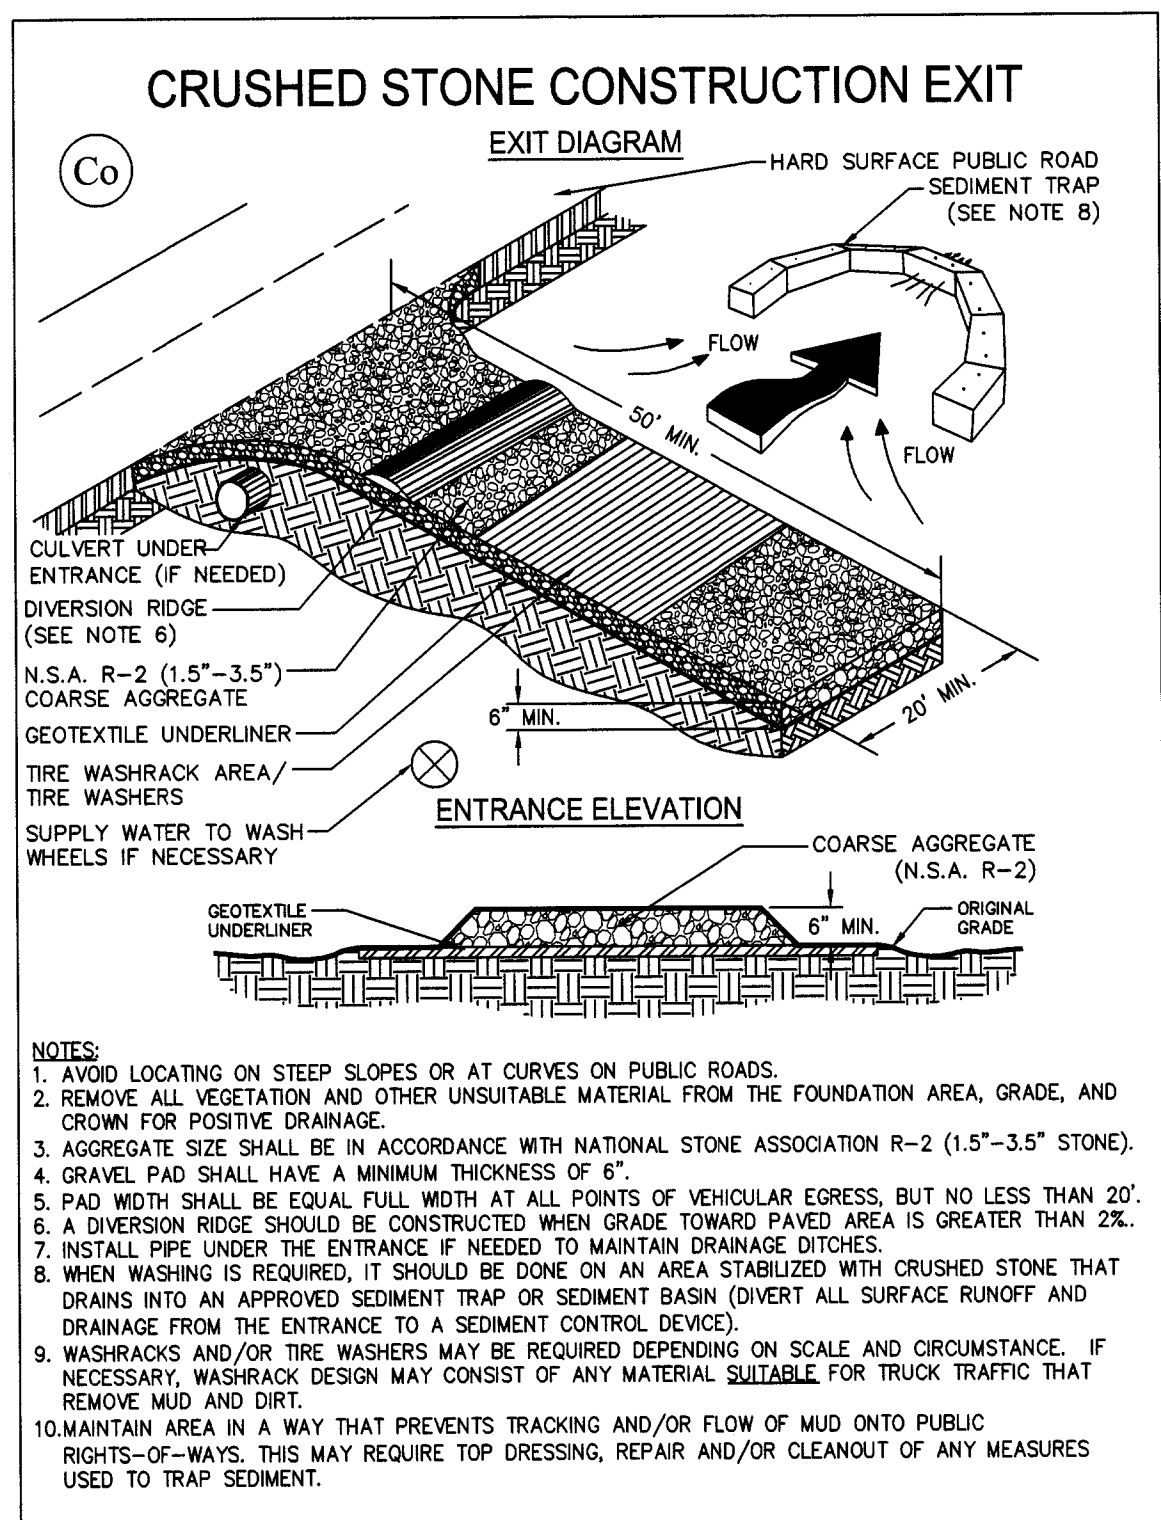 CRUSHED STONE CONSTRUCTION EXIT
EXIT DIAGRAM
Co
HARD SURFACE PUBLIC ROAD
SEDIMENT TRAP
(SEE NOTE 8)
FLOW
50' MIN.
FLOW
CULVERT UNDER
ENTRANCE (IF NEEDED)
DIVERSION RIDGE
(SEE NOTE 6)
N.S.A. R-2 (1.5"-3.5")
COARSE AGGREGATE
GEOTEXTILE UNDERLINER
6" MIN.
20' MIN.
TIRE WASHRACK AREA/
TIRE WASHERS
SUPPLY WATER TO WASH
WHEELS IF NECESSARY
ENTRANCE ELEVATION
COARSE AGGREGATE
(N.S.A. R-2)
GEOTEXTILE
UNDERLINER
6" MIN.
ORIGINAL
GRADE
NOTES:
1. AVOID LOCATING ON STEEP SLOPES OR AT CURVES ON PUBLIC ROADS.
2. REMOVE ALL VEGETATION AND OTHER UNSUITABLE MATERIAL FROM THE FOUNDATION AREA, GRADE, AND
CROWN FOR POSITIVE DRAINAGE.
3. AGGREGATE SIZE SHALL BE IN ACCORDANCE WITH NATIONAL STONE ASSOCIATION R-2 (1.5"-3.5" STONE).
4. GRAVEL PAD SHALL HAVE A MINIMUM THICKNESS OF 6".
5. PAD WIDTH SHALL BE EQUAL FULL WIDTH AT ALL POINTS OF VEHICULAR EGRESS, BUT NO LESS THAN 20'.
6. A DIVERSION RIDGE SHOULD BE CONSTRUCTED WHEN GRADE TOWARD PAVED AREA IS GREATER THAN 2%..
7. INSTALL PIPE UNDER THE ENTRANCE IF NEEDED TO MAINTAIN DRAINAGE DITCHES.
8. WHEN WASHING IS REQUIRED, IT SHOULD BE DONE ON AN AREA STABILIZED WITH CRUSHED STONE THAT
DRAINS INTO AN APPROVED SEDIMENT TRAP OR SEDIMENT BASIN (DIVERT ALL SURFACE RUNOFF AND
DRAINAGE FROM THE ENTRANCE TO A SEDIMENT CONTROL DEVICE).
9. WASHRACKS AND/OR TIRE WASHERS MAY BE REQUIRED DEPENDING ON SCALE AND CIRCUMSTANCE. IF
NECESSARY, WASHRACK DESIGN MAY CONSIST OF ANY MATERIAL SUITABLE FOR TRUCK TRAFFIC THAT
REMOVE MUD AND DIRT.
10.MAINTAIN AREA IN A WAY THAT PREVENTS TRACKING AND/OR FLOW OF MUD ONTO PUBLIC
RIGHTS-OF-WAYS. THIS MAY REQUIRE TOP DRESSING, REPAIR AND/OR CLEANOUT OF ANY MEASURES
USED TO TRAP SEDIMENT.